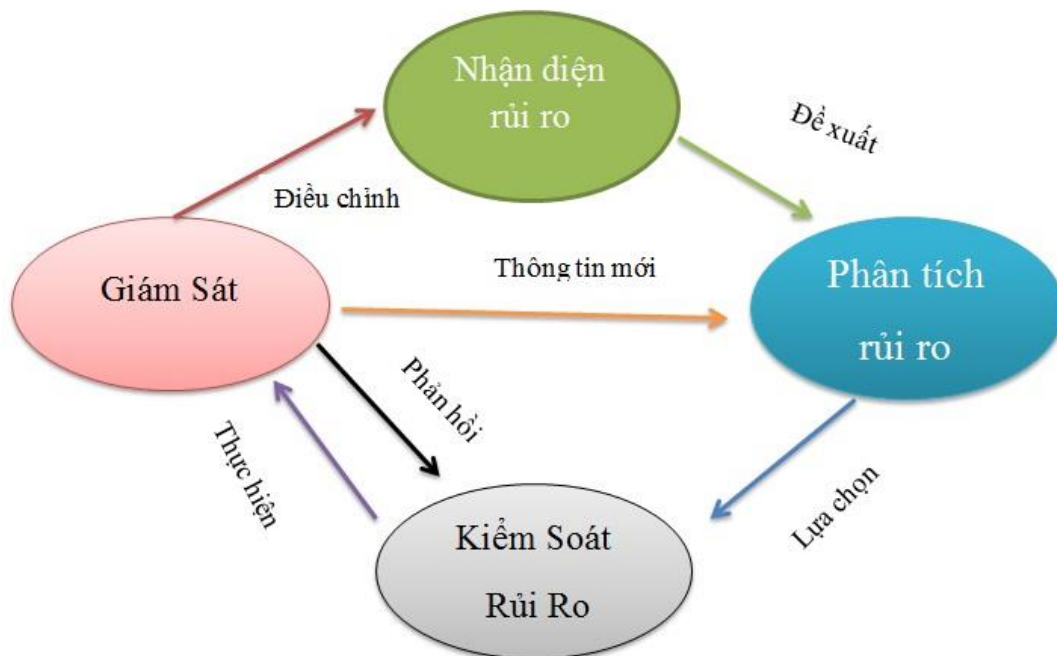 Nhận diện
rủi ro
Đề xuất
Điều chỉnh
Giám Sát
Thông tin mới
Phân tích
rủi ro
Phản hồi
Thực hiện
Lựa chọn
Kiểm Soát
Rủi Ro